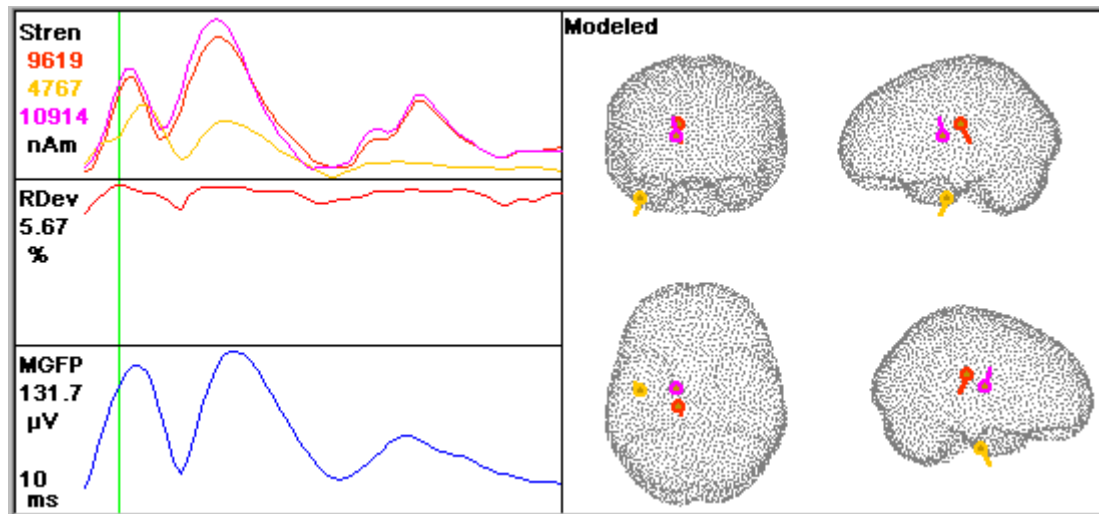 Stren
9619
4767
10914
nAm
RDev
5.67
%
MGFP
131.7
µV
10
ms
Modeled